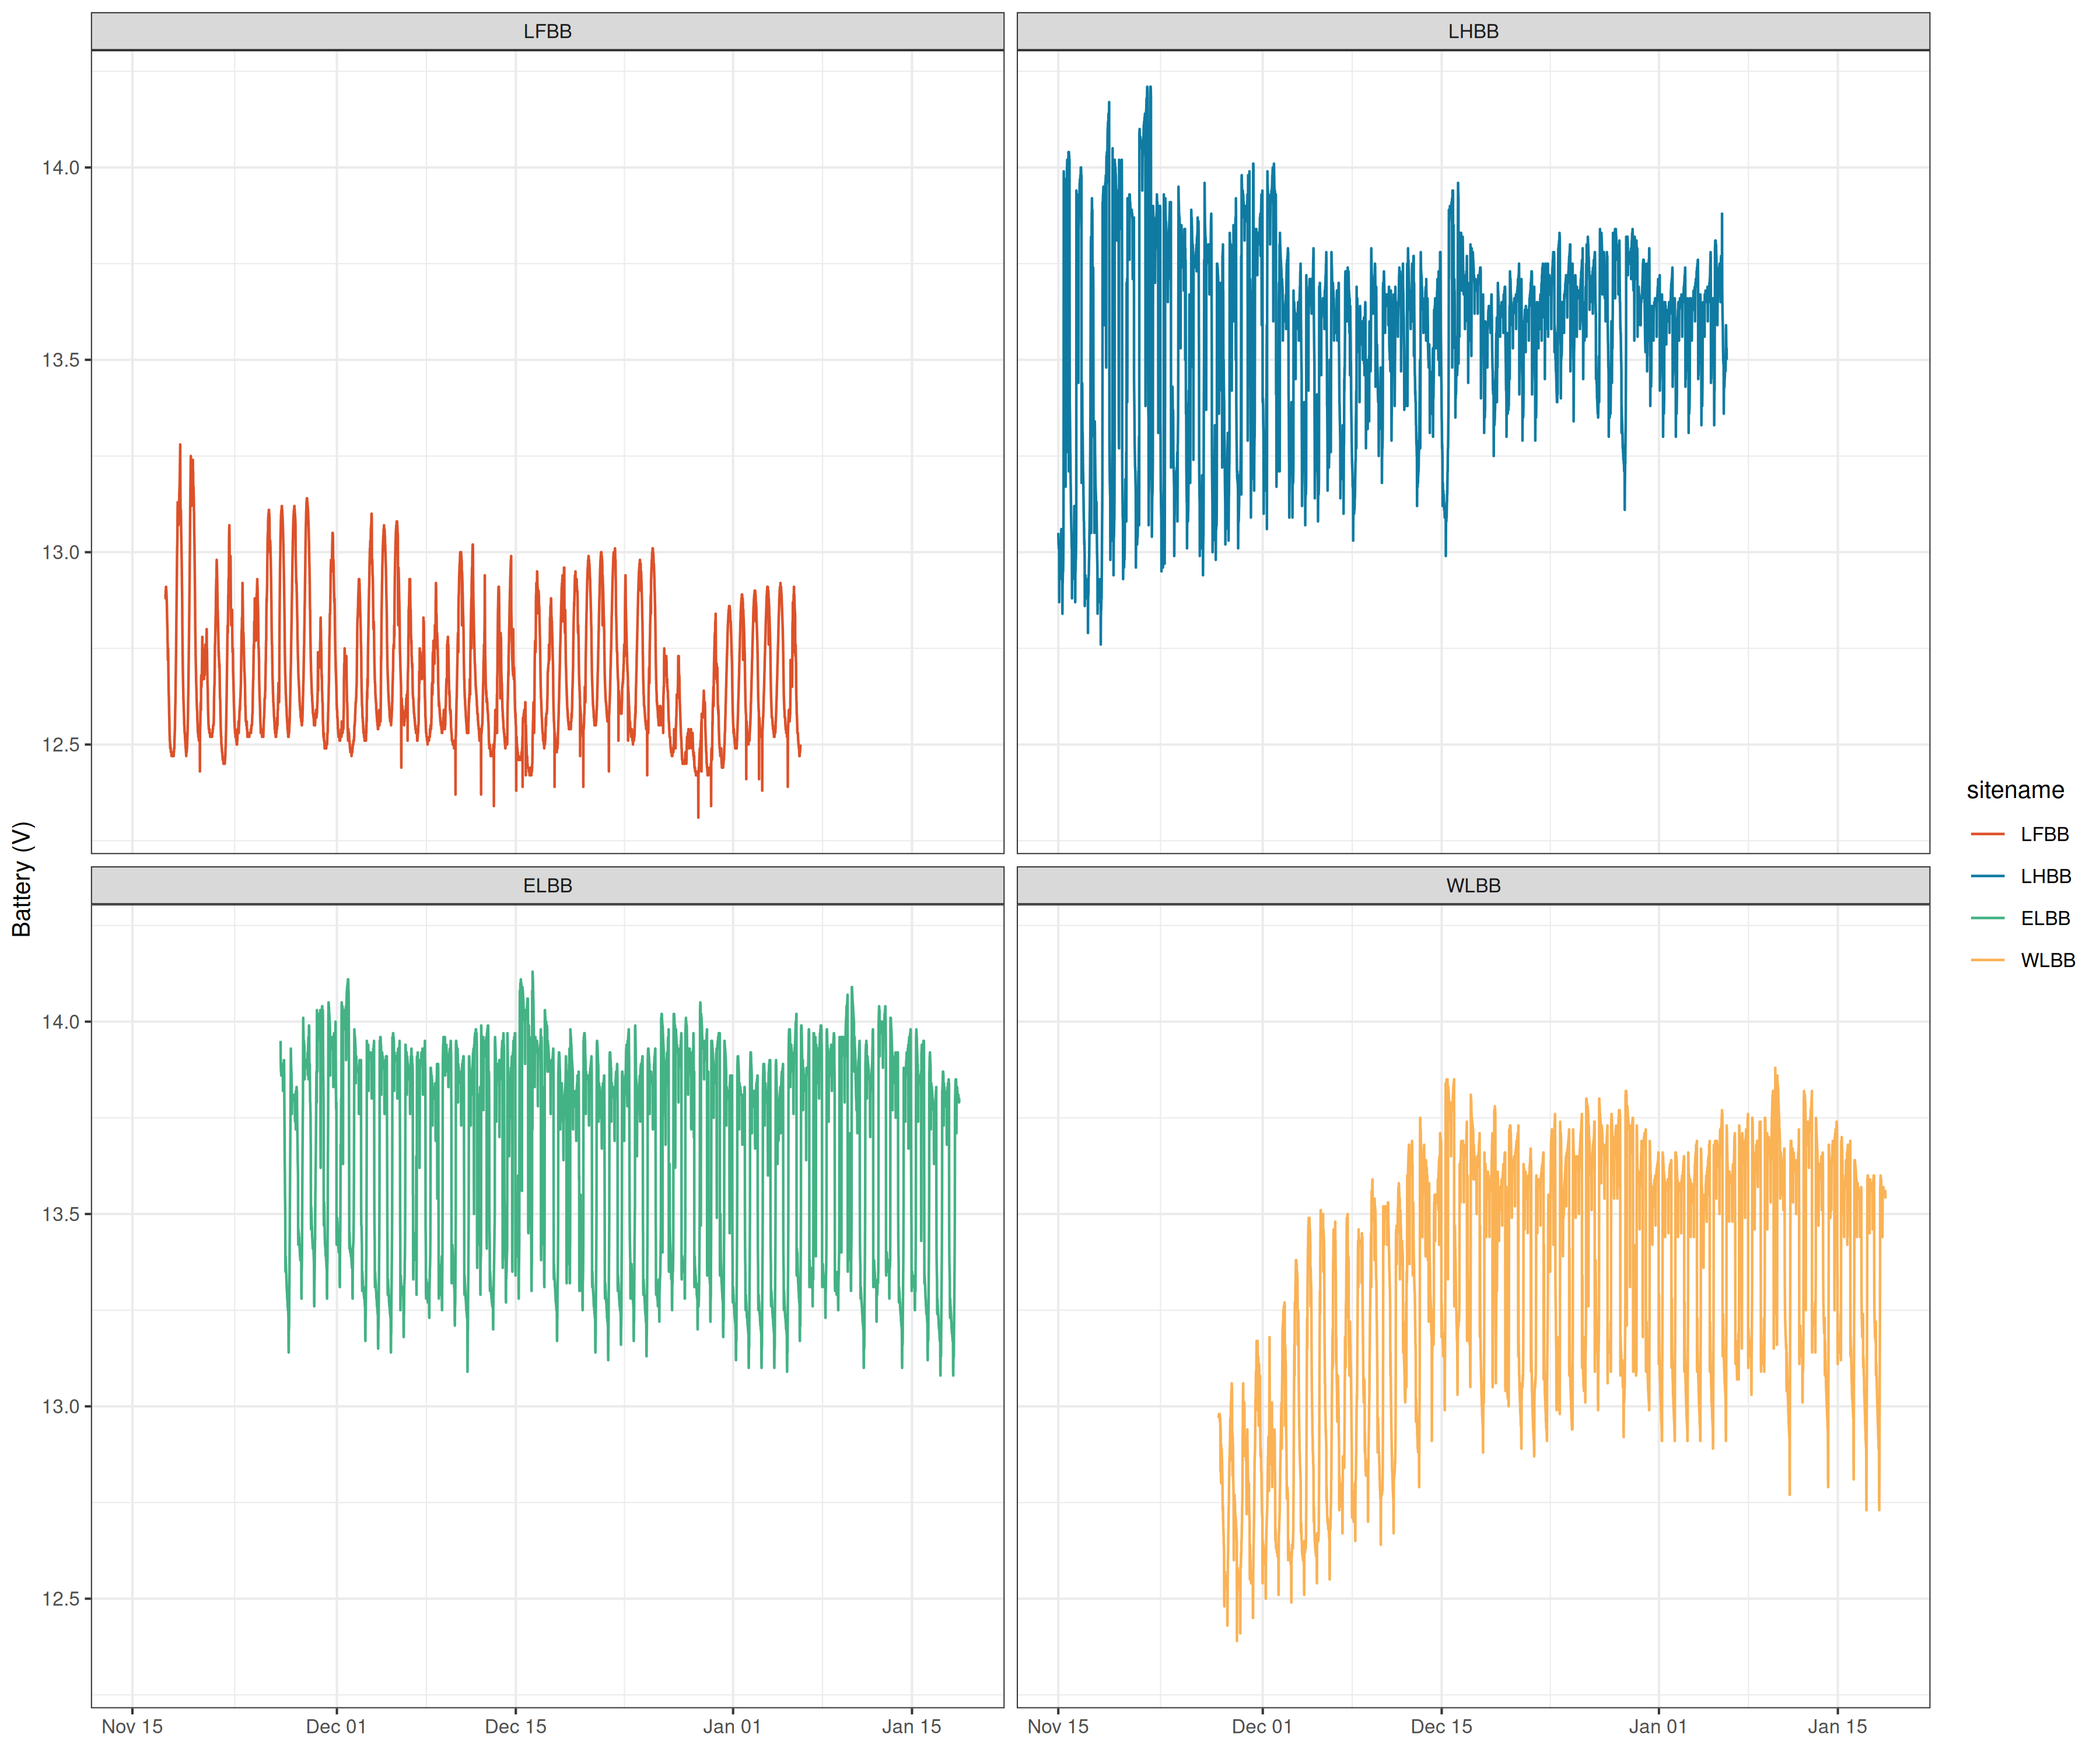 LFBB
LHBB
14.0
13.5
13.0
12.5
Battery (V)
ELBB
WLBB
14.0
13.5
13.0
12.5
Nov 15
Dec 01
Dec 15
Jan 01
Jan 15
Nov 15
Dec 01
Dec 15
Jan 01
Jan 15
sitename
LFBB
LHBB
ELBB
WLBB